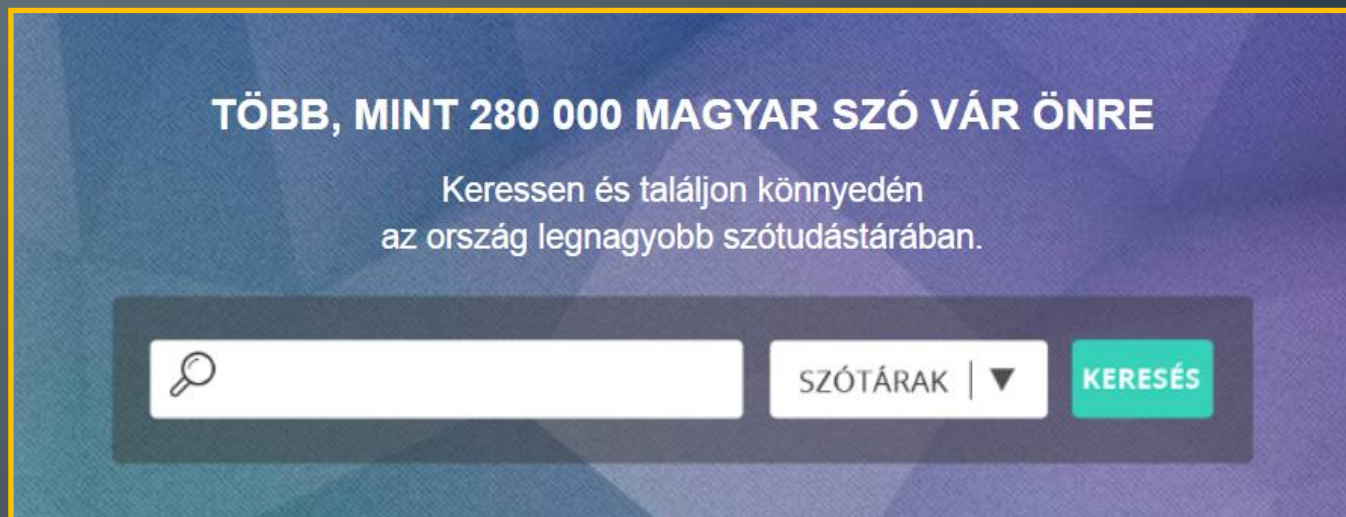 TÖBB, MINT 280 000 MAGYAR SZÓ VÁR ÖNRE
Keressen és találjon könnyedén
az ország legnagyobb szótudástárában.
SZÓTÁRAK
KERESÉS